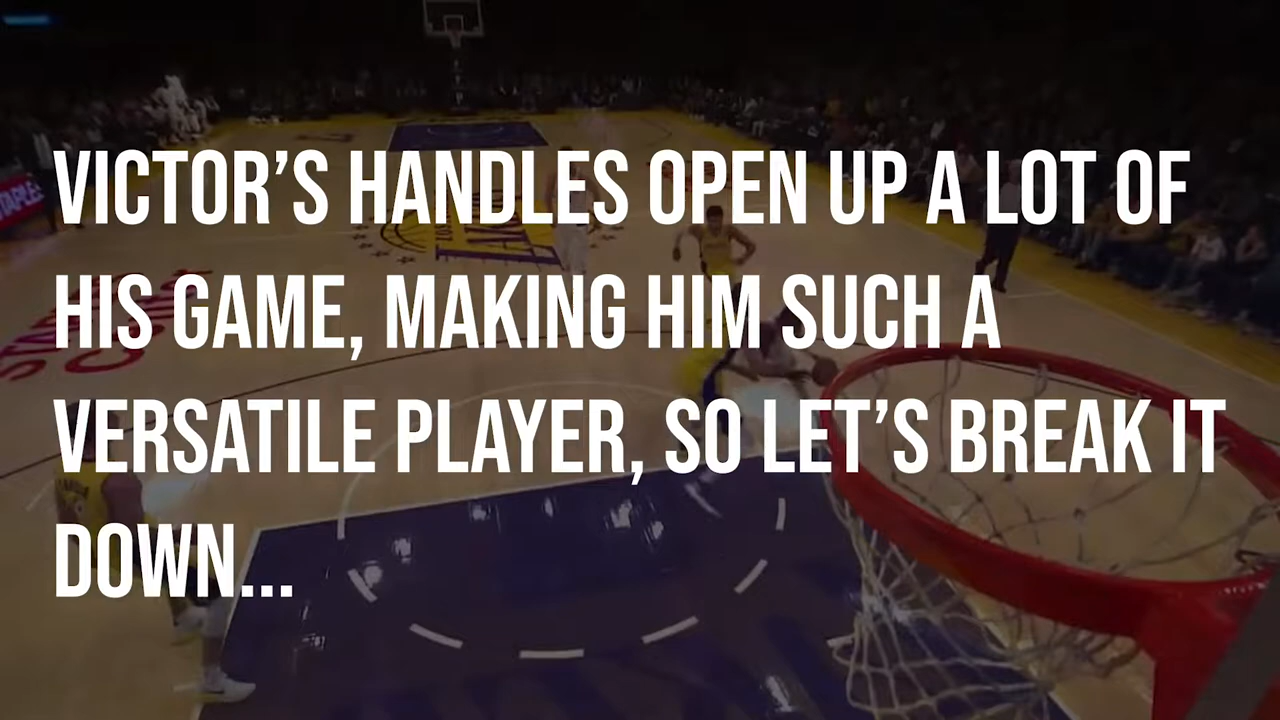 VICTOR’S HANDLES OPEN UP A LOT OF
HIS GAME, MAKING HIM SUCH A
VERSATILE PLAYER, SO LET’S BREAK IT
DOWN...